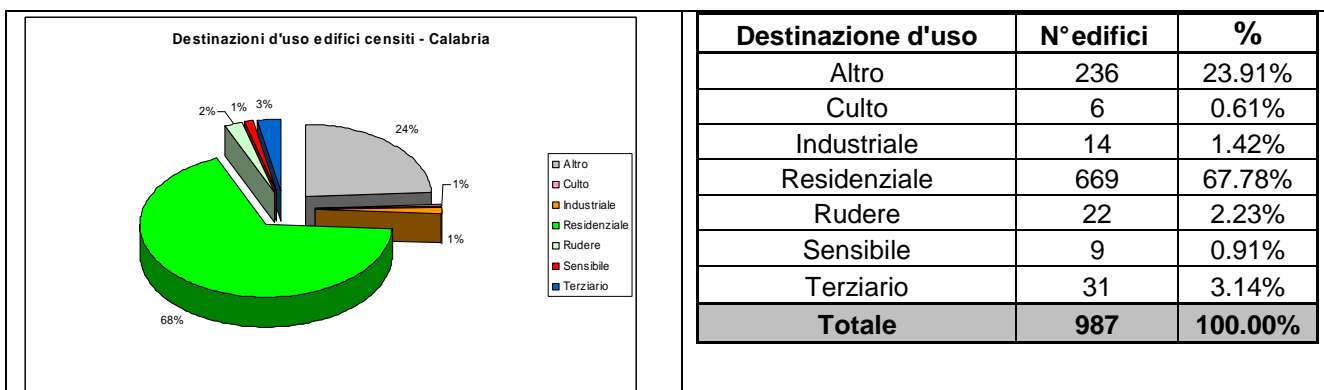 Destinazioni d'uso edifici censiti - Calabria
2% 1% 3%
24%
1%
1%
68%
Altro
Culto
Industriale
Residenziale
Rudere
Sensibile
Terziario
Destinazione d'uso N° edifici %
Altro 236 23.91%
Culto 6 0.61%
Industriale 14 1.42%
Residenziale 669 67.78%
Rudere 22 2.23%
Sensibile 9 0.91%
Terziario 31 3.14%
Totale 987 100.00%